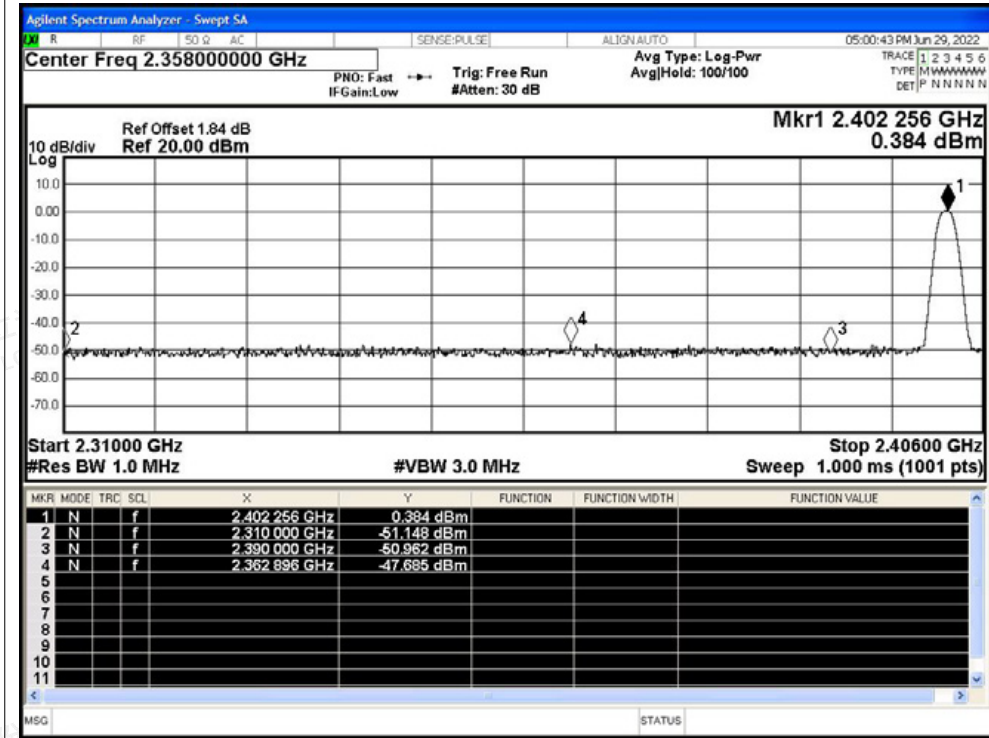 Agilent Spectrum Analyzer - Swept SA
R RF 50 Ω AC SENSE:PULSE ALIGN AUTO 05:00:43 PM Jun 29, 2022
Center Freq 2.358000000 GHz Avg Type: Log-Pwr TRACE 1 2 3 4 5 6
PNO: Fast Trig: Free Run Avg|Hold: 100/100 TYPE M WWWWW
IFGain:Low #Atten: 30 dB DET P N N N N N
Mkr1 2.402 256 GHz
Ref Offset 1.84 dB
10 dB/div Ref 20.00 dBm 0.384 dBm
Log
10.0
1
0.00
-10.0
-20.0
-30.0
-40.0
2 4 3
-50.0
-60.0
-70.0
Start 2.31000 GHz Stop 2.40600 GHz
#Res BW 1.0 MHz #VBW 3.0 MHz Sweep 1.000 ms (1001 pts)
MKR MODE TRC SCL X Y FUNCTION FUNCTION WIDTH FUNCTION VALUE
1 N f 2.402 256 GHz 0.384 dBm
2 N f 2.310 000 GHz -51.148 dBm
3 N f 2.390 000 GHz -50.962 dBm
4 N f 2.362 896 GHz -47.685 dBm
5
6
7
8
9
10
11
MSG STATUS